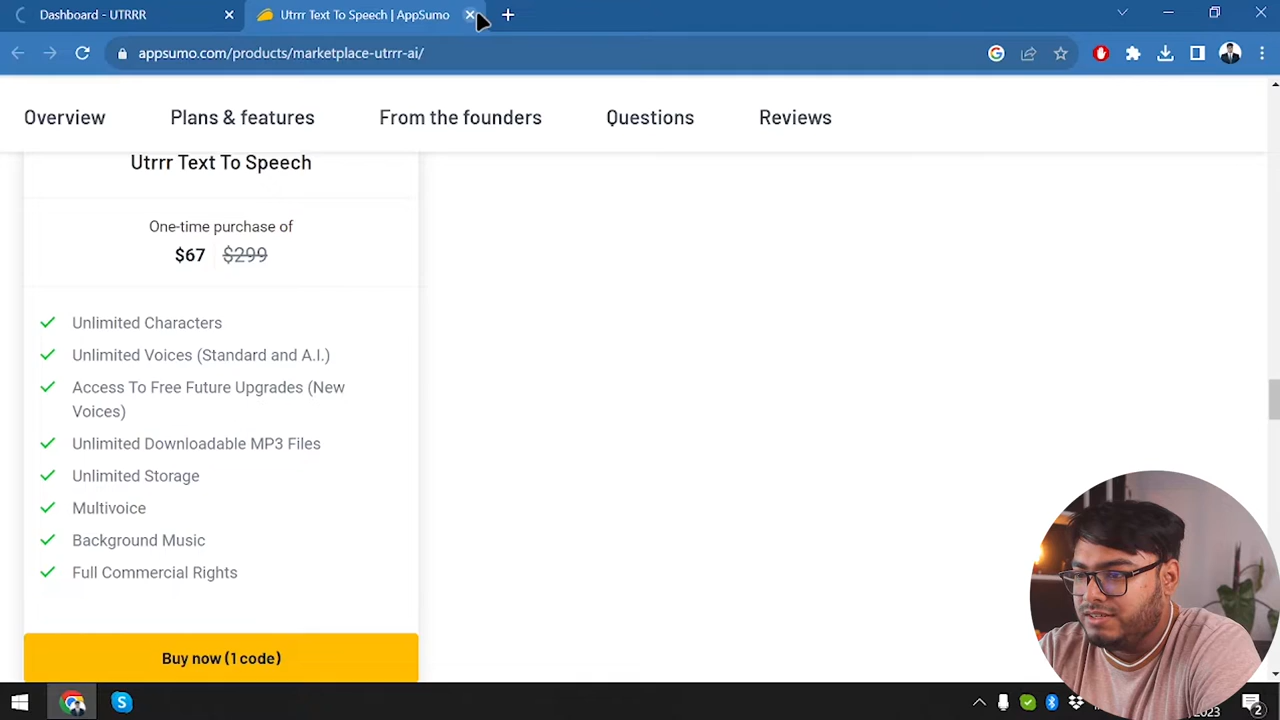 Dashboard - UTRRR
Utrrr Text To Speech | AppSumo
appsumo.com/products/marketplace-utrrr-ai/
Overview
Plans & features
From the founders
Questions
Reviews
Utrrr Text To Speech
One-time purchase of
$67 $299
Unlimited Characters
Unlimited Voices (Standard and A.I.)
Access To Free Future Upgrades (New
Voices)
Unlimited Downloadable MP3 Files
Unlimited Storage
Multivoice
Background Music
Full Commercial Rights
Buy now (1 code)
2